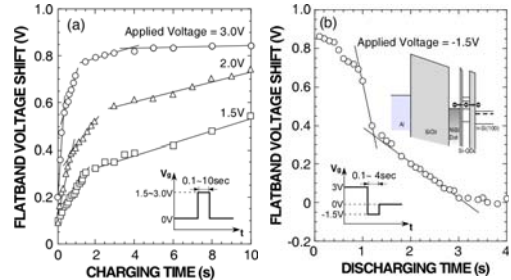 (a)
FLATBAND VOLTAGE SHIFT (V)
1.0
0.8
0.6
0.4
0.2
0
Applied Voltage = 3.0V
2.0V
1.5V
Vg
0.1~10sec
1.5~3.0V
0V
t
0 2 4 6 8 10
CHARGING TIME (s)
(b)
FLATBAND VOLTAGE SHIFT (V)
1
0.8
0.6
0.4
0.2
0
-0.2
Applied Voltage = -1.5V
Al
SiO2
Vg
0.1~ 4sec
3V
0V
-1.5V
t
0 1 2 3 4 5
DISCHARGING TIME (s)